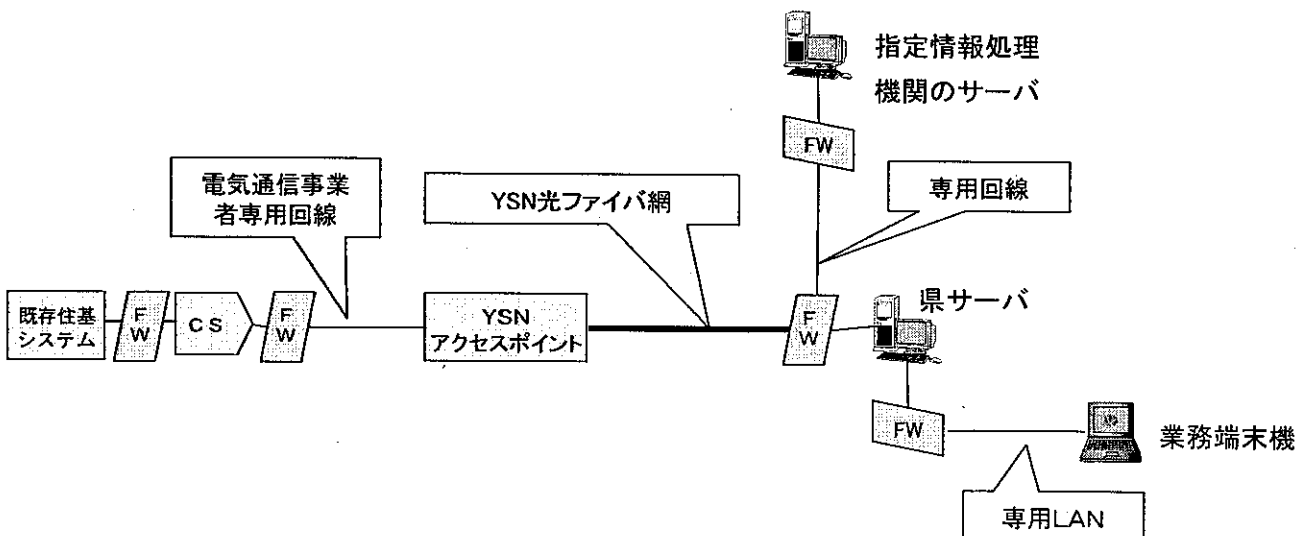 指定情報処理
機関のサーバ
FW
電気通信事業
者専用回線
YSN光ファイバ網
専用回線
既存住基
システム
FW
CS
FW
YSN
アクセスポイント
FW
県サーバ
FW
業務端末機
専用LAN